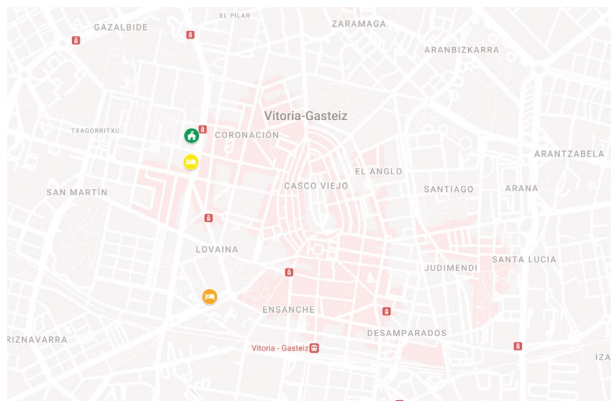 EL PILAR
ZARAMAGA
GAZALBIDE
ARANBIZKARRA
Vitoria-Gasteiz
TXAGORRITXU
CORONACIÓN
ARANTZABELA
EL ANGLO
CASCO VIEJO
SANTIAGO
ARANA
SAN MARTÍN
LOVAINA
SANTA LUCIA
JUDIMENDI
ENSANCHE
DESAMPARADOS
RIZNAVARRA
Vitoria - Gasteiz
IZA